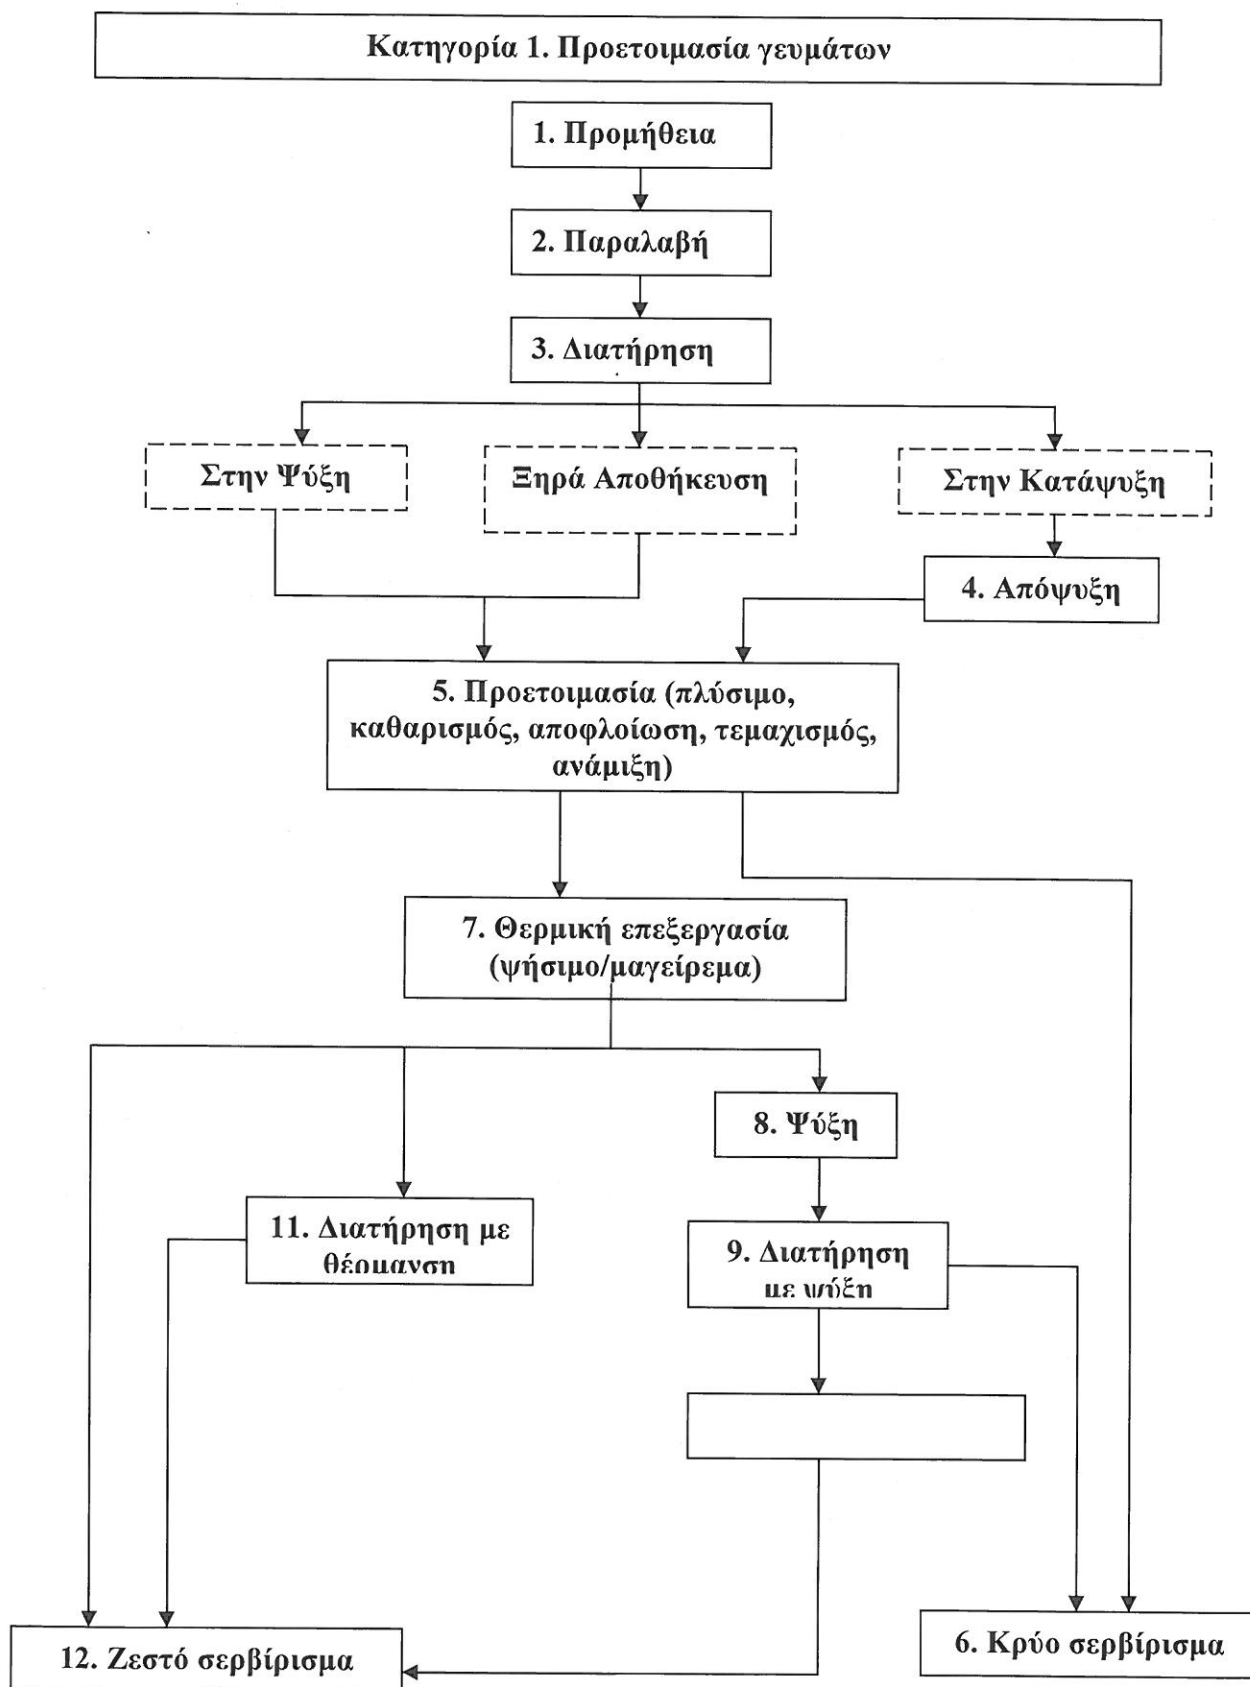 Κατηγορία 1. Προετοιμασία γευμάτων
1. Προμήθεια
2. Παραλαβή
3. Διατήρηση
Στην Ψύξη
Ξηρά Αποθήκευση
Στην Κατάψυξη
4. Απόψυξη
5. Προετοιμασία (πλύσιμο,
καθαρισμός, αποφλοίωση, τεμαχισμός,
ανάμιξη)
7. Θερμική επεξεργασία
(ψήσιμο/μαγείρεμα)
8. Ψύξη
11. Διατήρηση με
θέρμανση
9. Διατήρηση
με ψύξη
12. Ζεστό σερβίρισμα
6. Κρύο σερβίρισμα